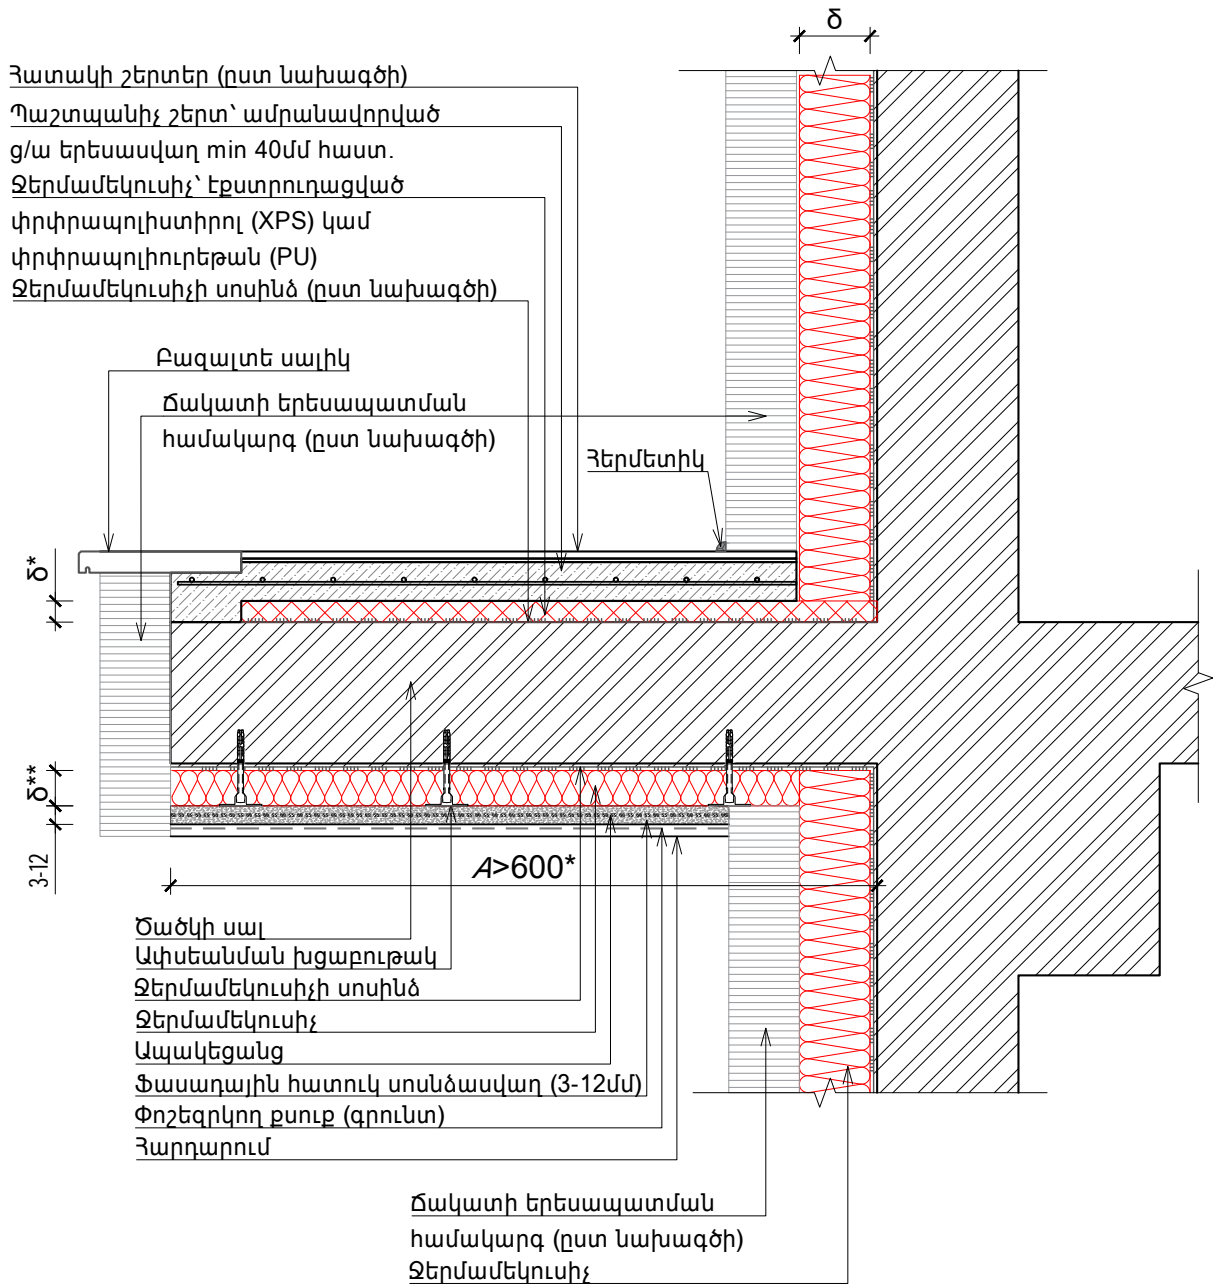 δ
Հատակի շերտեր (ըստ նախագծի)
Պաշտպանիչ շերտ՝ ամրանավորված
ց/ա երեսասվաղ min 40մմ հաստ.
Ջերմամեկուսիչ՝ էքստրուդացված
փրփրապոլիստիրոլ (XPS) կամ
փրփրապոլիուրեթան (PU)
Ջերմամեկուսիչի սոսինձ (ըստ նախագծի)
Բազալտե սալիկ
Ճակատի երեսապատման
համակարգ (ըստ նախագծի)
Հերմետիկ
δ*
δ**
3-12
A>600*
Ծածկի սալ
Ափսեանման խցաբութակ
Ջերմամեկուսիչի սոսինձ
Ջերմամեկուսիչ
Ապակեցանց
Ֆասադային հատուկ սոսնձասվաղ (3-12մմ)
Փոշեզրկող քսուք (գրունտ)
Հարդարում
Ճակատի երեսապատման
համակարգ (ըստ նախագծի)
Ջերմամեկուսիչ